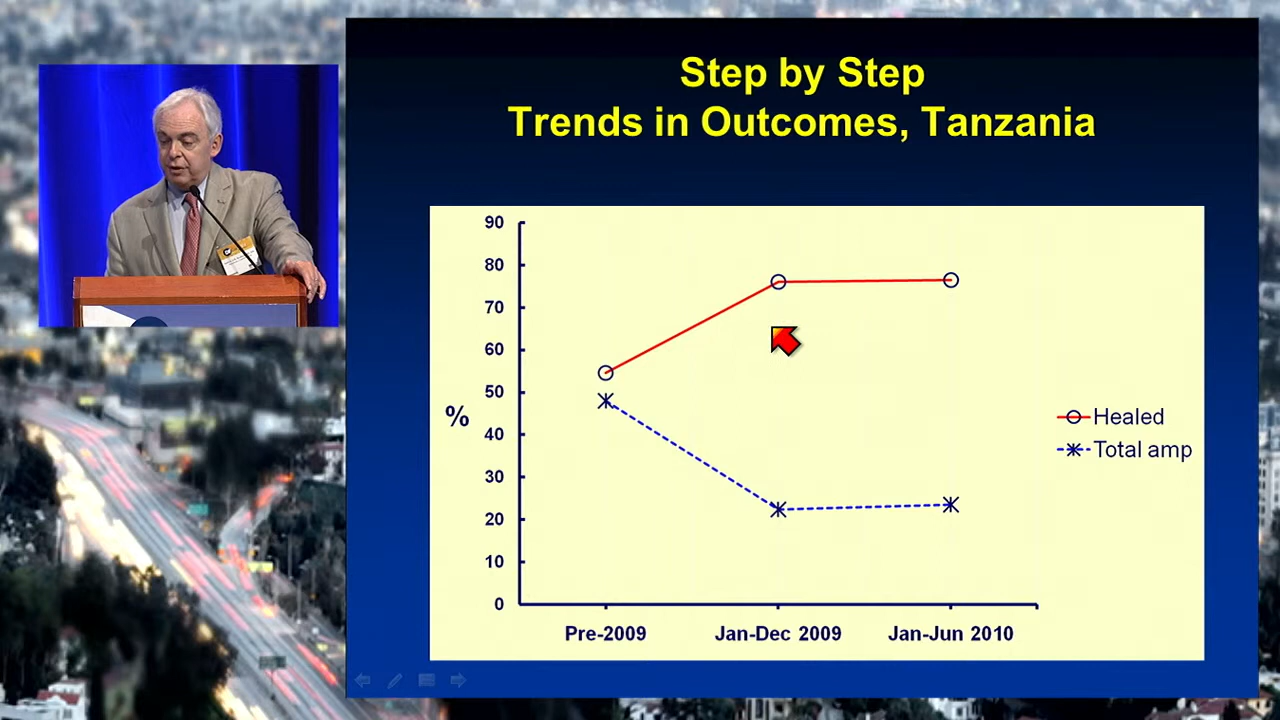 Step by Step
Trends in Outcomes, Tanzania
90
80
70
60
50
40
30
20
10
0
%
Pre-2009
Jan-Dec 2009
Jan-Jun 2010
Healed
Total amp